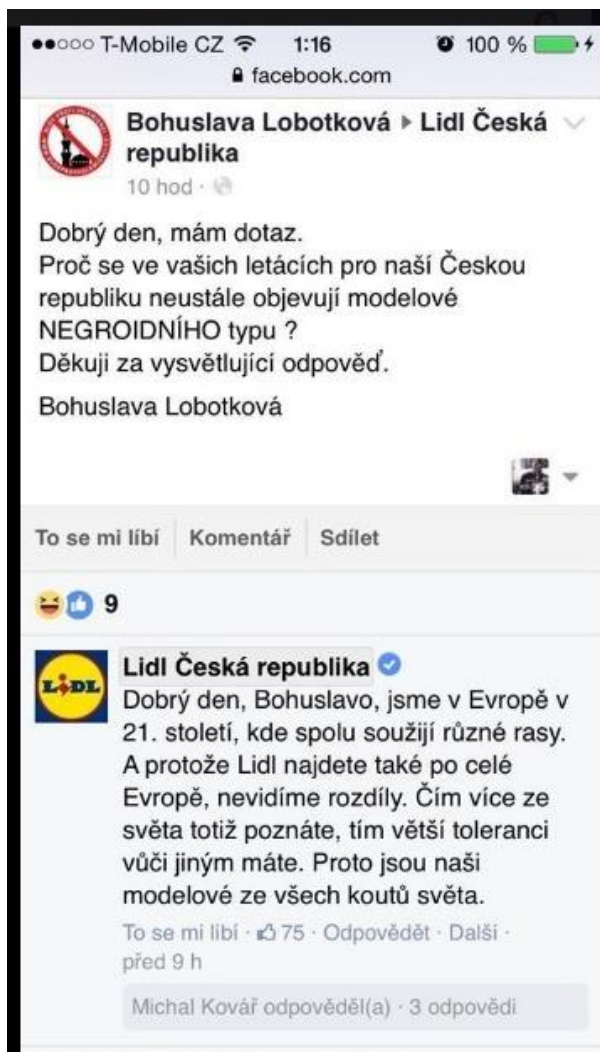 T-Mobile CZ 1:16 100 %
facebook.com
Bohuslava Lobotková ▸ Lidl Česká
republika
10 hod ·
Dobrý den, mám dotaz.
Proč se ve vašich letácích pro naší Českou
republiku neustále objevují modelové
NEGROIDNÍHO typu ?
Děkuji za vysvětlující odpověď.
Bohuslava Lobotková
To se mi líbí Komentář Sdílet
9
LIDL
Lidl Česká republika
Dobrý den, Bohuslavo, jsme v Evropě v
21. století, kde spolu soužijí různé rasy.
A protože Lidl najdete také po celé
Evropě, nevidíme rozdíly. Čím více ze
světa totiž poznáte, tím větší toleranci
vůči jiným máte. Proto jsou naši
modelové ze všech koutů světa.
To se mi líbí · 75 · Odpovědět · Další ·
před 9 h
Michal Kovář odpověděl(a) · 3 odpovědi